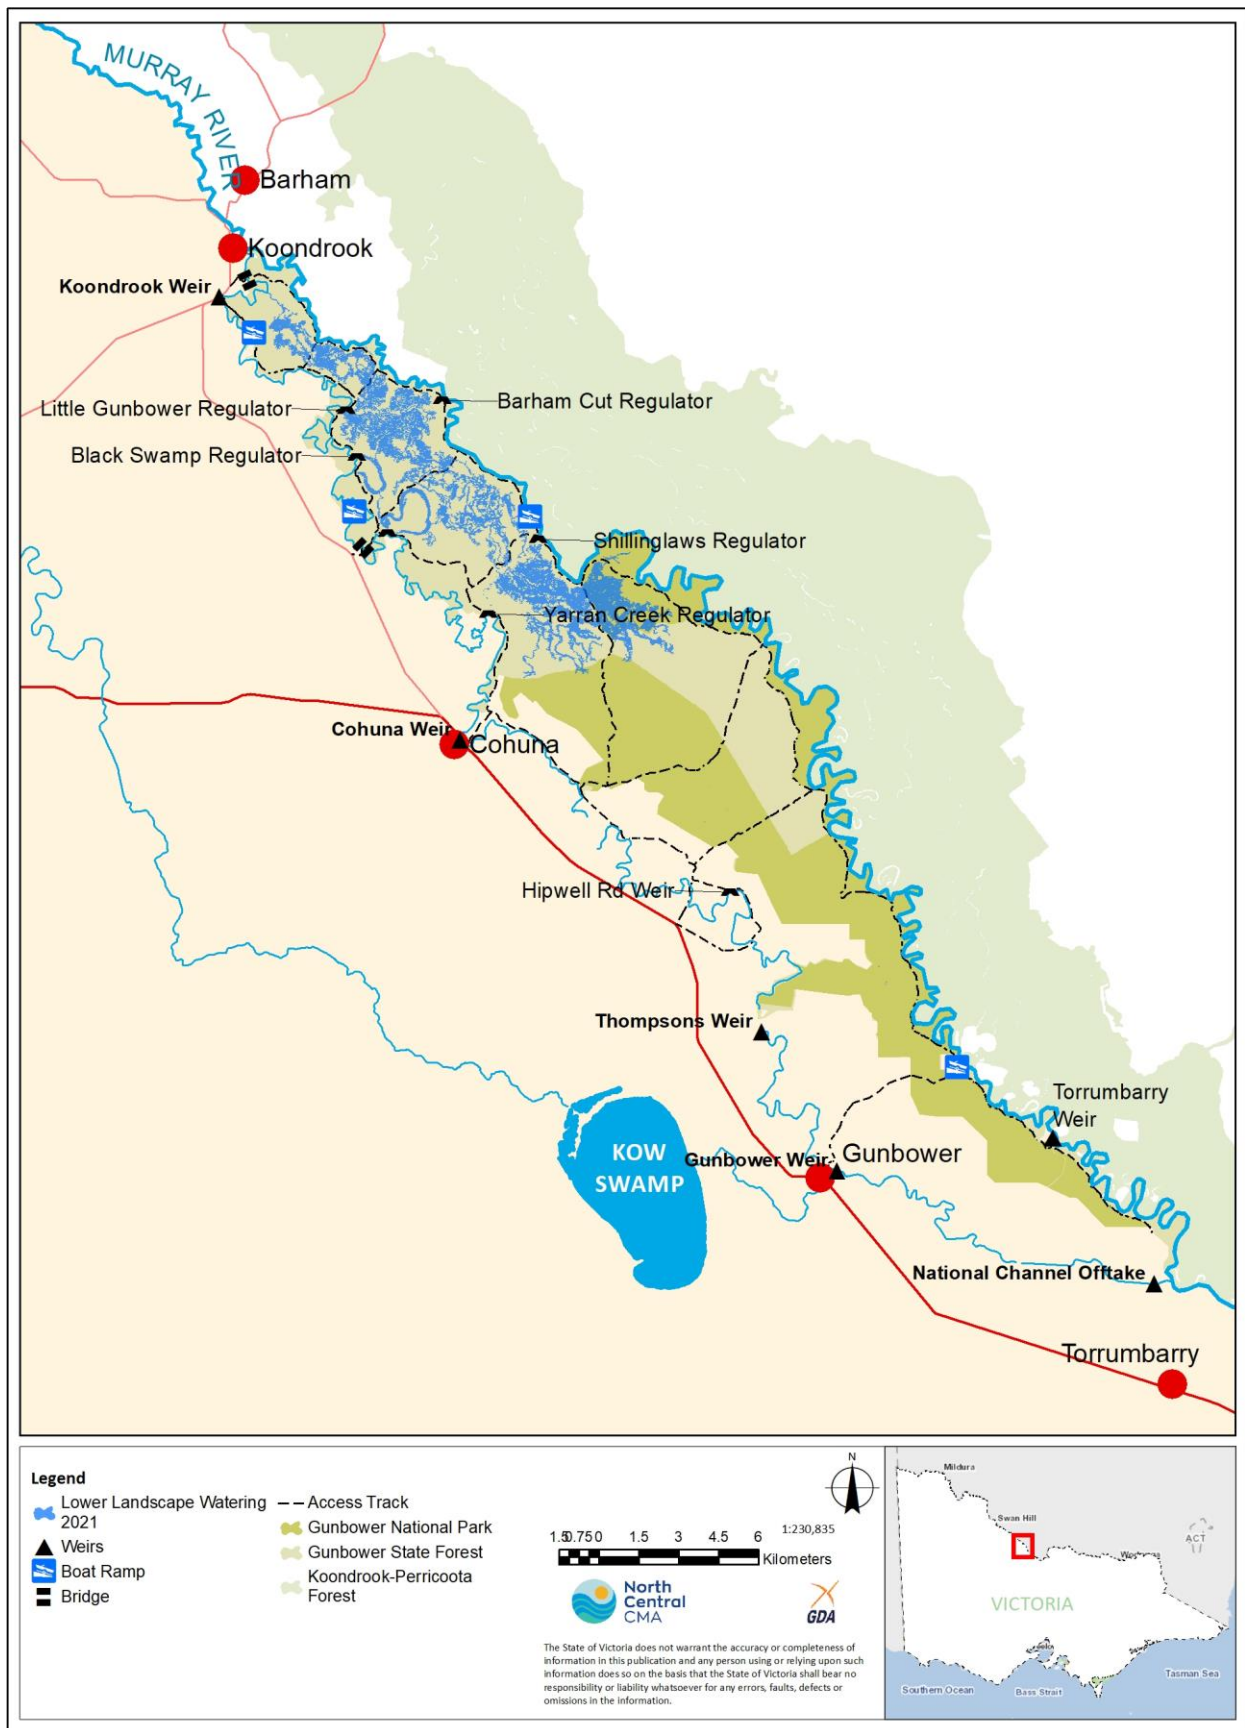 MURRAY RIVER
Barham
Koondrook
Koondrook Weir
Little Gunbower Regulator
Barham Cut Regulator
Black Swamp Regulator
Shillinglaws Regulator
Yarran Creek Regulator
Cohuna Weir
Cohuna
Hipwell Rd Weir
Thompsons Weir
Torrumbarry
Weir
KOW
SWAMP
Gunbower Weir
Gunbower
National Channel Offtake
Torrumbarry
Legend
Lower Landscape Watering
2021
Weirs
Boat Ramp
Bridge
Access Track
Gunbower National Park
Gunbower State Forest
Koondrook-Perricoota
Forest
N
1:230,835
1.5 0.75 0 1.5 3 4.5 6
Kilometers
North
Central
CMA
GDA
The State of Victoria does not warrant the accuracy or completeness of
information in this publication and any person using or relying upon such
information does so on the basis that the State of Victoria shall bear no
responsibility or liability whatsoever for any errors, faults, defects or
omissions in the information.
Mildura
Swan Hill
ACT
VICTORIA
Tasman Sea
Southern Ocean
Bass Strait